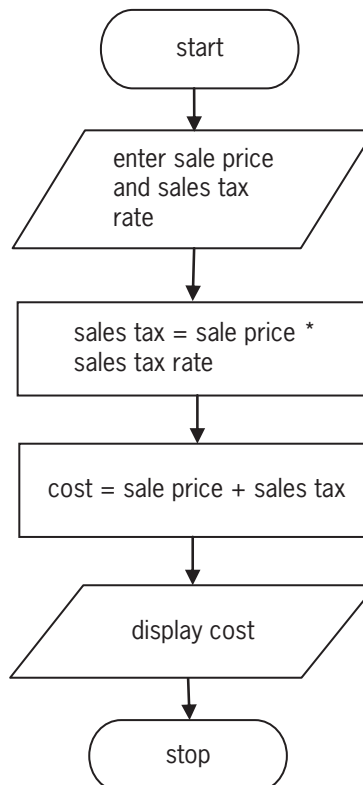 start
enter sale price
and sales tax
rate
sales tax = sale price *
sales tax rate
cost = sale price + sales tax
display cost
stop